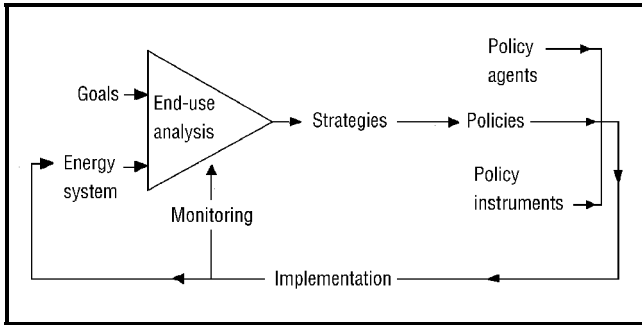 Policy
agents
Goals
End-use
analysis
Strategies
Policies
Energy
system
Policy
instruments
Monitoring
Implementation